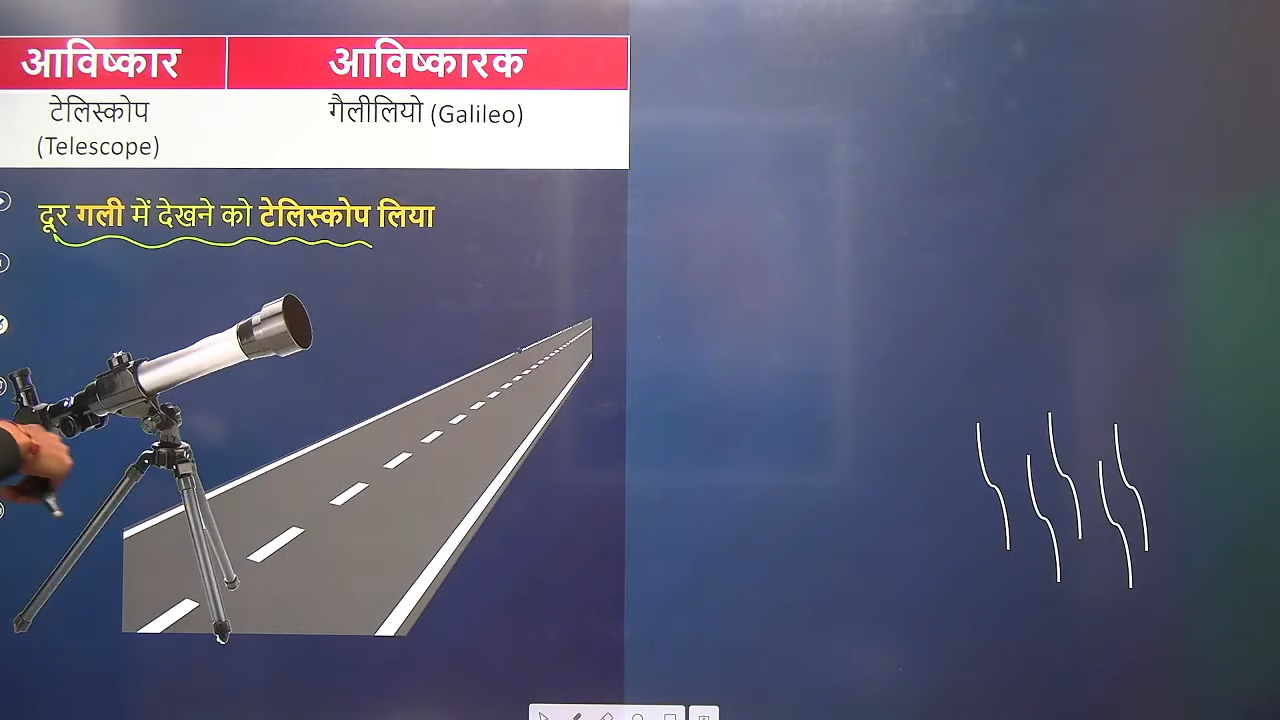 आविष्कार आविष्कारक
टेलिस्कोप गैलीलियो (Galileo)
(Telescope)
दूर गली में देखने को टेलिस्कोप लिया